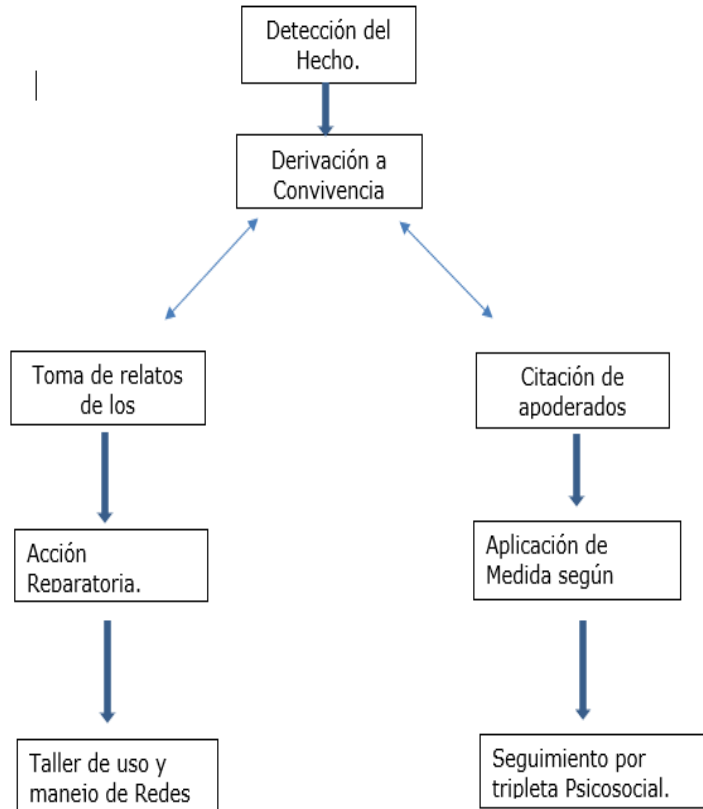 Detección del
Hecho.
Derivación a
Convivencia
Toma de relatos
de los
Citación de
apoderados
Acción
Reparatoria.
Aplicación de
Medida según
Taller de uso y
manejo de Redes
Seguimiento por
tripleta Psicosocial.